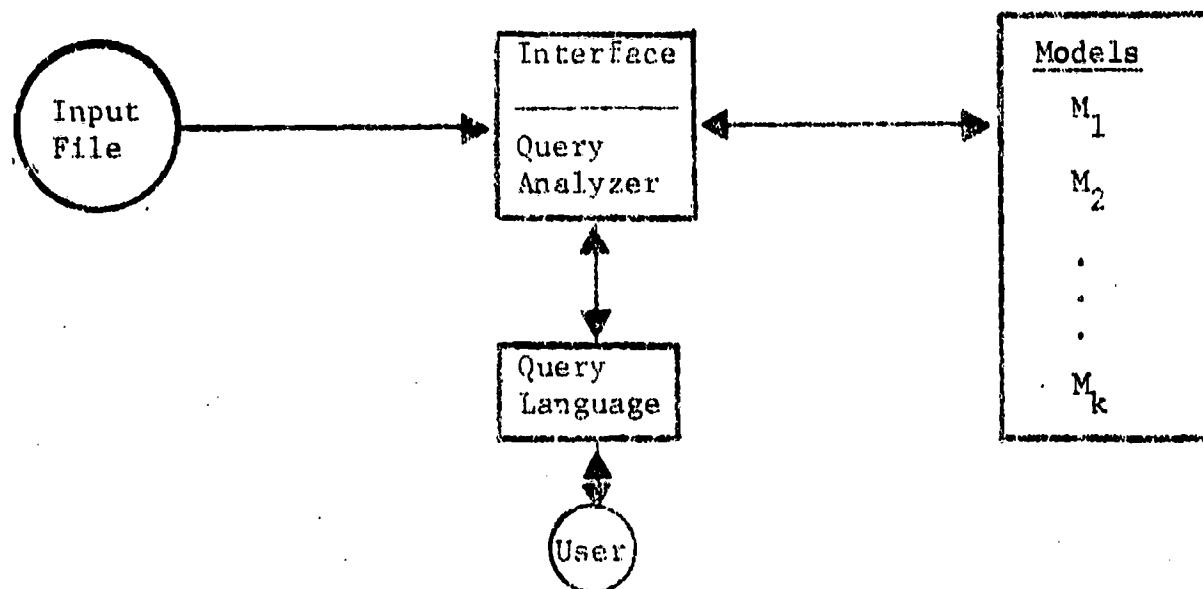 Input
File
Interface
Query
Analyzer
Models
M1
M2
.
.
.
Mk
Query
Language
User